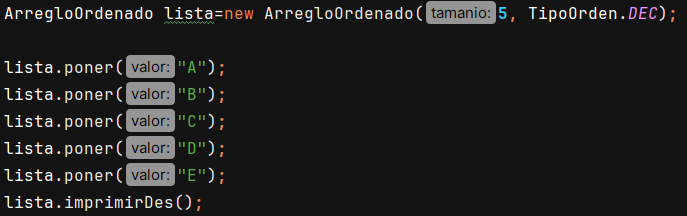 ArregloOrdenado lista=new ArregloOrdenado( tamanio: 5, TipoOrden.DEC);
lista.poner( valor: "A");
lista.poner( valor: "B");
lista.poner( valor: "C");
lista.poner( valor: "D");
lista.poner( valor: "E");
lista.imprimirDes();